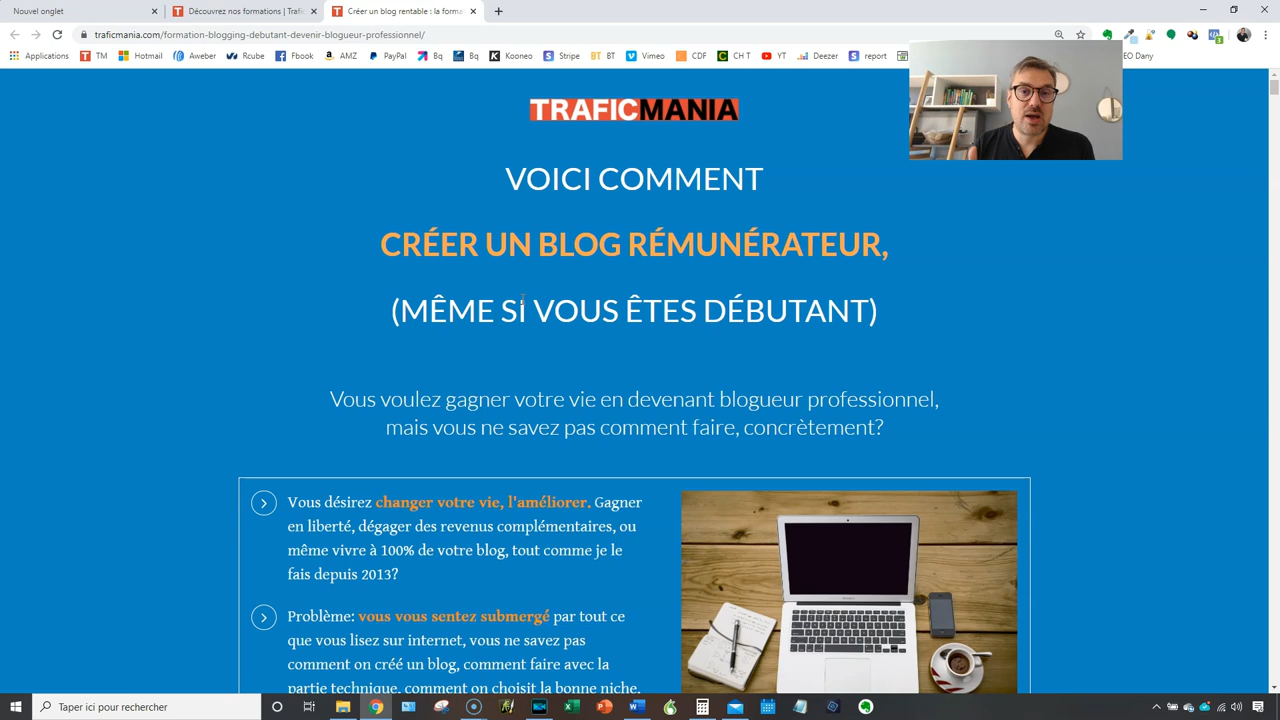 Nouvel onglet
Découvrez nos formations | Trafi
Créer un blog rentable : la forma
traficmania.com/formation-blogging-debutant-devenir-blogueur-professionnel/
Applications TM Hotmail Aweber Rcube Fbook AMZ PayPal Bq Bq Kooneo Stripe BT Vimeo CDF CH T YT Deezer report EO Dany
TRAFICMANIA
VOICI COMMENT
CRÉER UN BLOG RÉMUNÉRATEUR,
(MÊME SI VOUS ÊTES DÉBUTANT)
Vous voulez gagner votre vie en devenant blogueur professionnel,
mais vous ne savez pas comment faire, concrètement?
Vous désirez changer votre vie, l'améliorer. Gagner
en liberté, dégager des revenus complémentaires, ou
même vivre à 100% de votre blog, tout comme je le
fais depuis 2013?
Problème: vous vous sentez submergé par tout ce
que vous lisez sur internet, vous ne savez pas
comment on créé un blog, comment faire avec la
partie technique, comment on choisit la bonne niche,
Taper ici pour rechercher